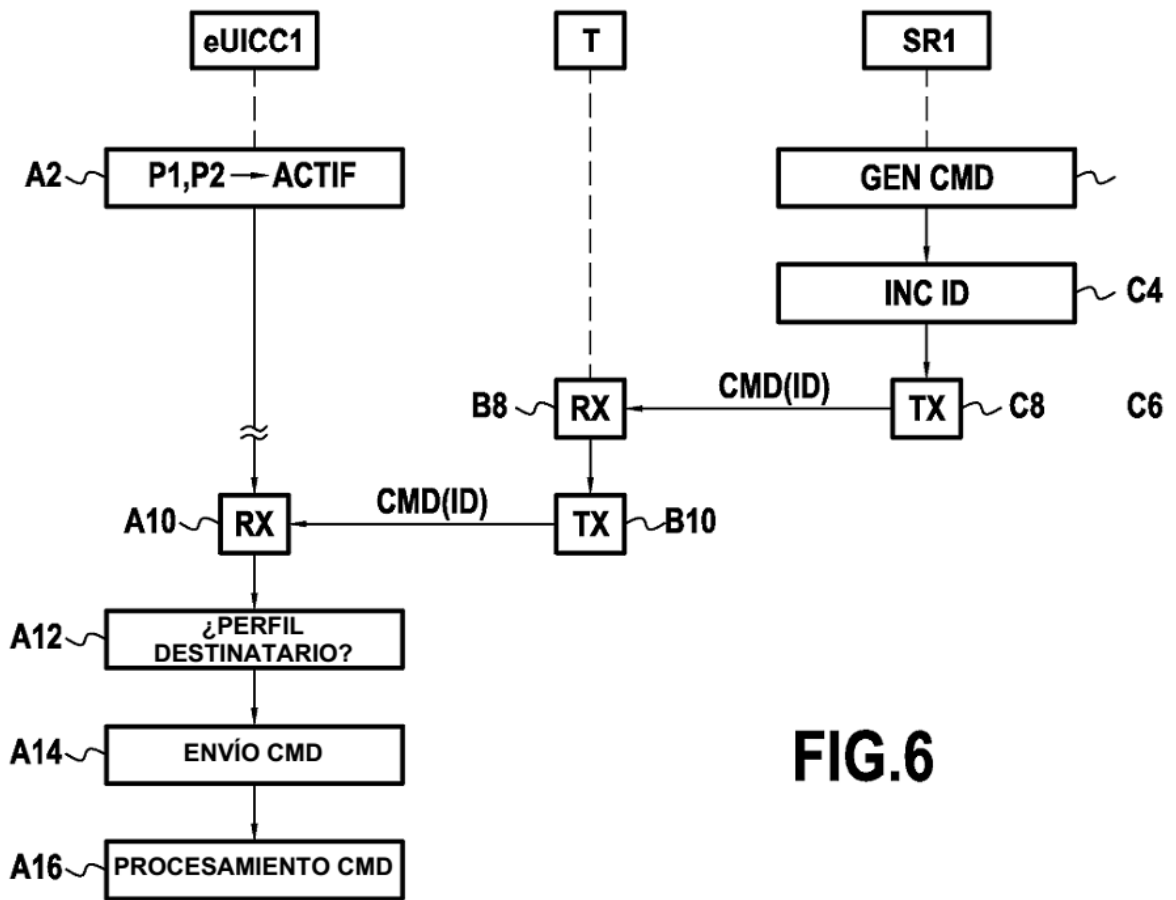 eUICC1
T
SR1
A2
P1,P2 → ACTIF
GEN CMD
INC ID
C4
B8
RX
CMD(ID)
TX
C8
C6
A10
RX
CMD(ID)
TX
B10
A12
¿PERFIL
DESTINATARIO?
A14
ENVÍO CMD
FIG.6
A16
PROCESAMIENTO CMD